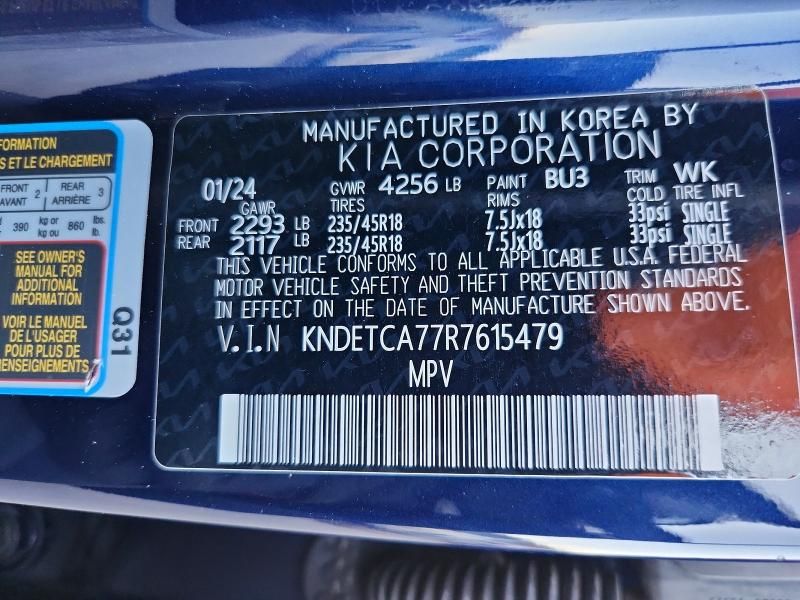 FORMATION
S ET LE CHARGEMENT
FRONT 2 REAR 3
AVANT ARRIÈRE
390 kg or 860 lbs.
kg ou lb.
SEE OWNER'S
MANUAL FOR
ADDITIONAL
INFORMATION
VOIR LE MANUEL
DE L'USAGER
POUR PLUS DE
RENSEIGNEMENTS
Q31
MANUFACTURED IN KOREA BY
KIA CORPORATION
01/24 GVWR 4256 LB PAINT BU3 TRIM WK
GAWR TIRES RIMS COLD TIRE INFL
FRONT 2293 LB 235/45R18 7.5Jx18 33psi SINGLE
REAR 2117 LB 235/45R18 7.5Jx18 33psi SINGLE
THIS VEHICLE CONFORMS TO ALL APPLICABLE U.S.A. FEDERAL
MOTOR VEHICLE SAFETY AND THEFT PREVENTION STANDARDS
IN EFFECT ON THE DATE OF MANUFACTURE SHOWN ABOVE.
V.I.N KNDETCA77R7615479
MPV